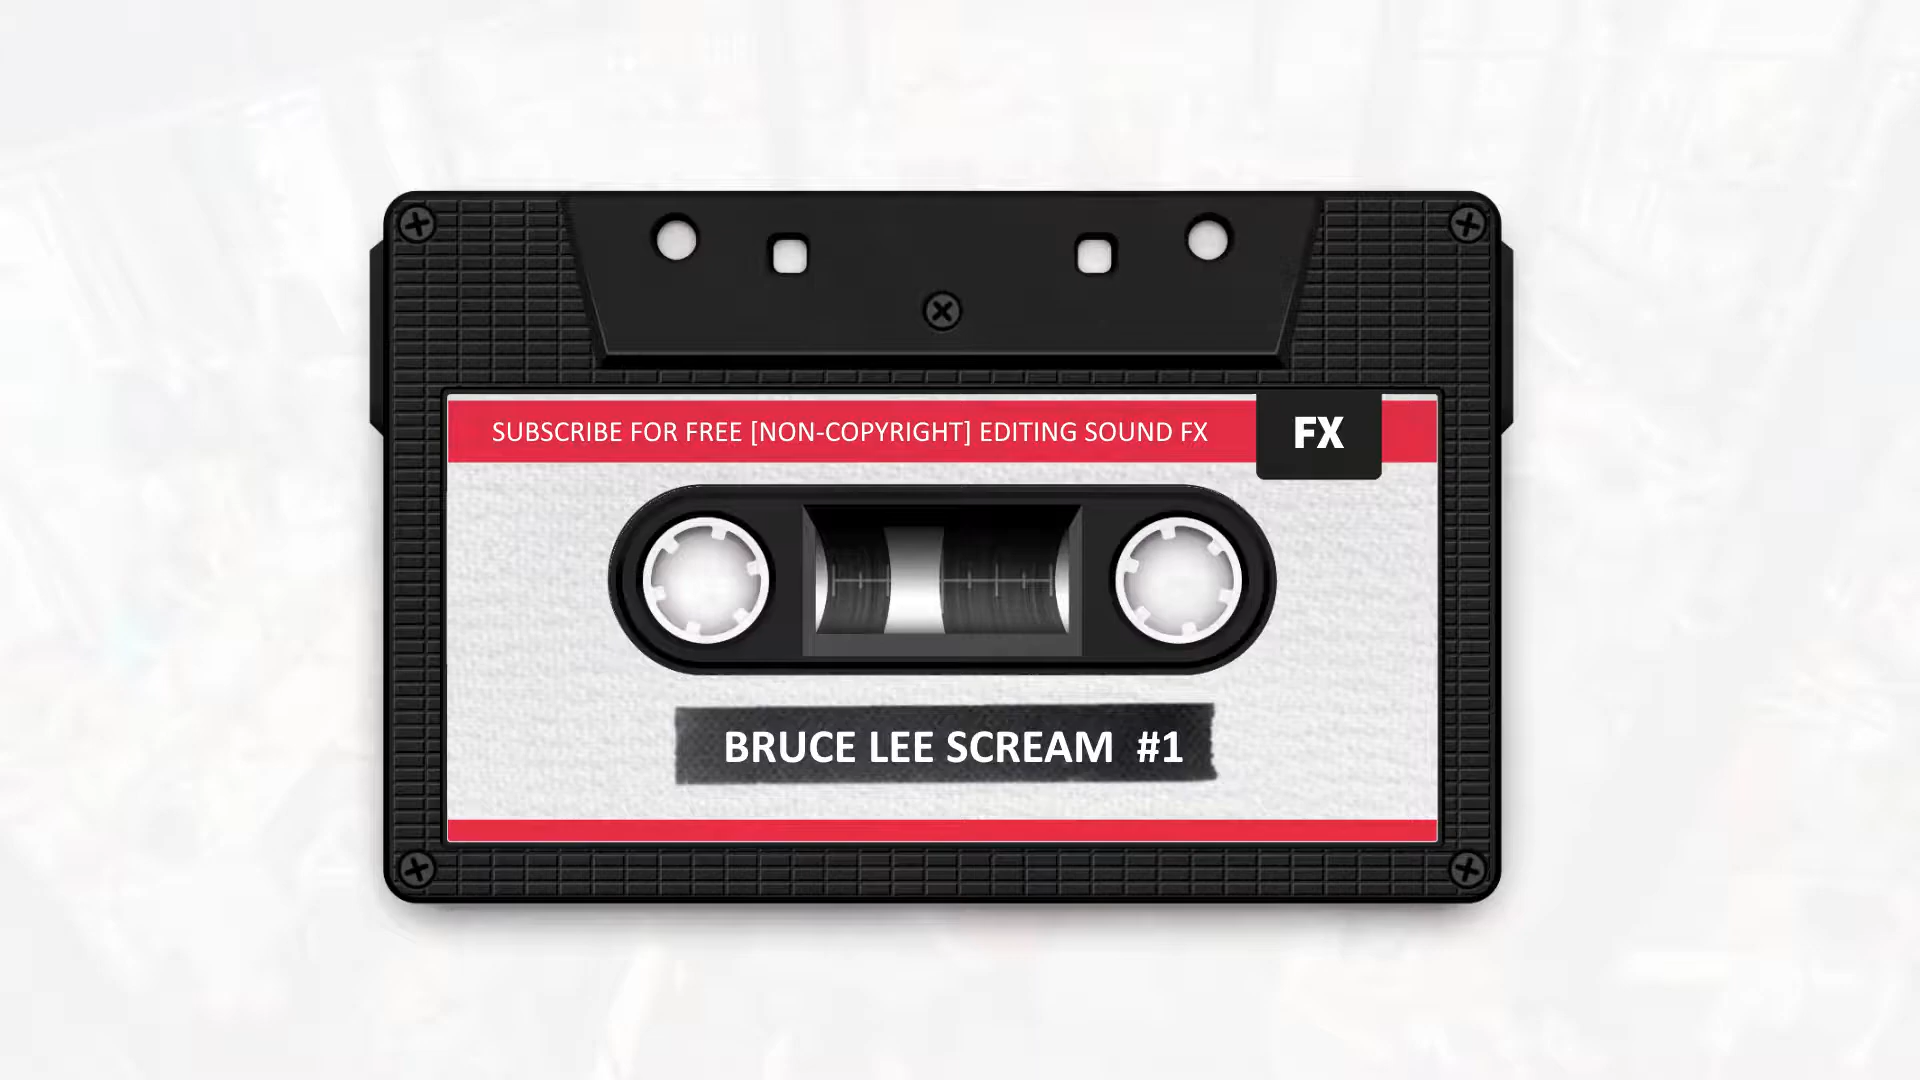 SUBSCRIBE FOR FREE [NON-COPYRIGHT] EDITING SOUND FX
FX
BRUCE LEE SCREAM  #1